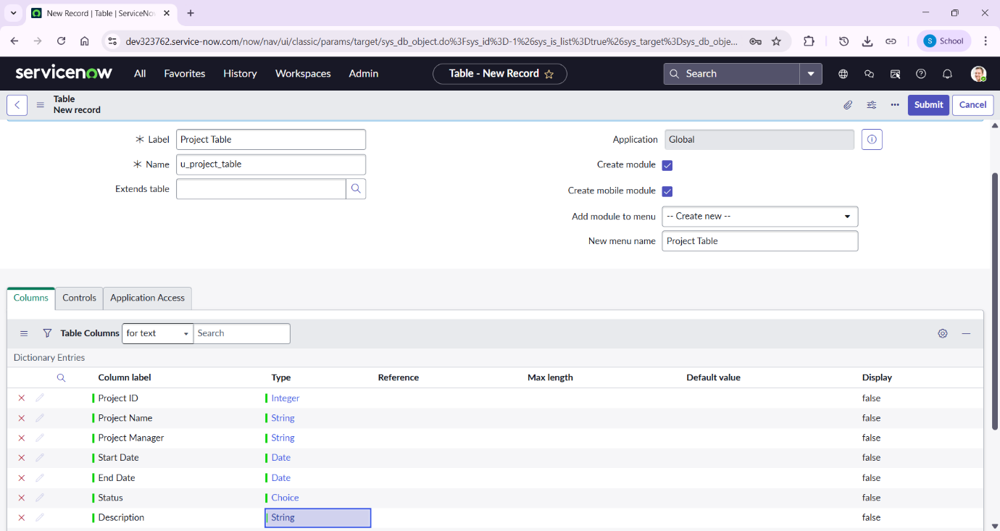 New Record | Table | ServiceNo
dev323762.service-now.com/now/nav/ui/classic/params/target/sys_db_object.do%3Fsys_id%3D-1%26sys_is_list%3Dtrue%26sys_target%3Dsys_db_obje...
S School
servicenow All Favorites History Workspaces Admin Table - New Record Search
Table
New record
Submit Cancel
Label Project Table Application Global
Name u_project_table Create module
Extends table Create mobile module
Add module to menu -- Create new --
New menu name Project Table
Columns Controls Application Access
Table Columns for text Search
Dictionary Entries
Column label Type Reference Max length Default value Display
Project ID Integer false
Project Name String false
Project Manager String false
Start Date Date false
End Date Date false
Status Choice false
Description String false